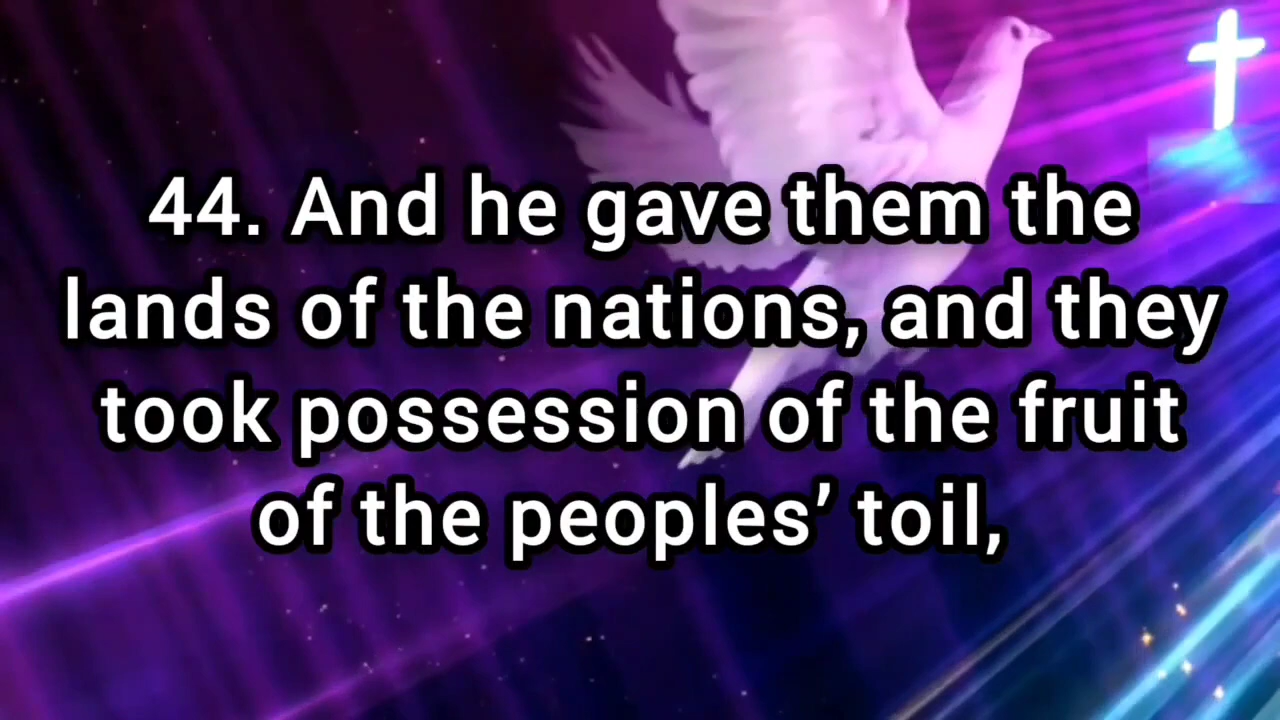 44. And he gave them the
lands of the nations, and they
took possession of the fruit
of the peoples’ toil,